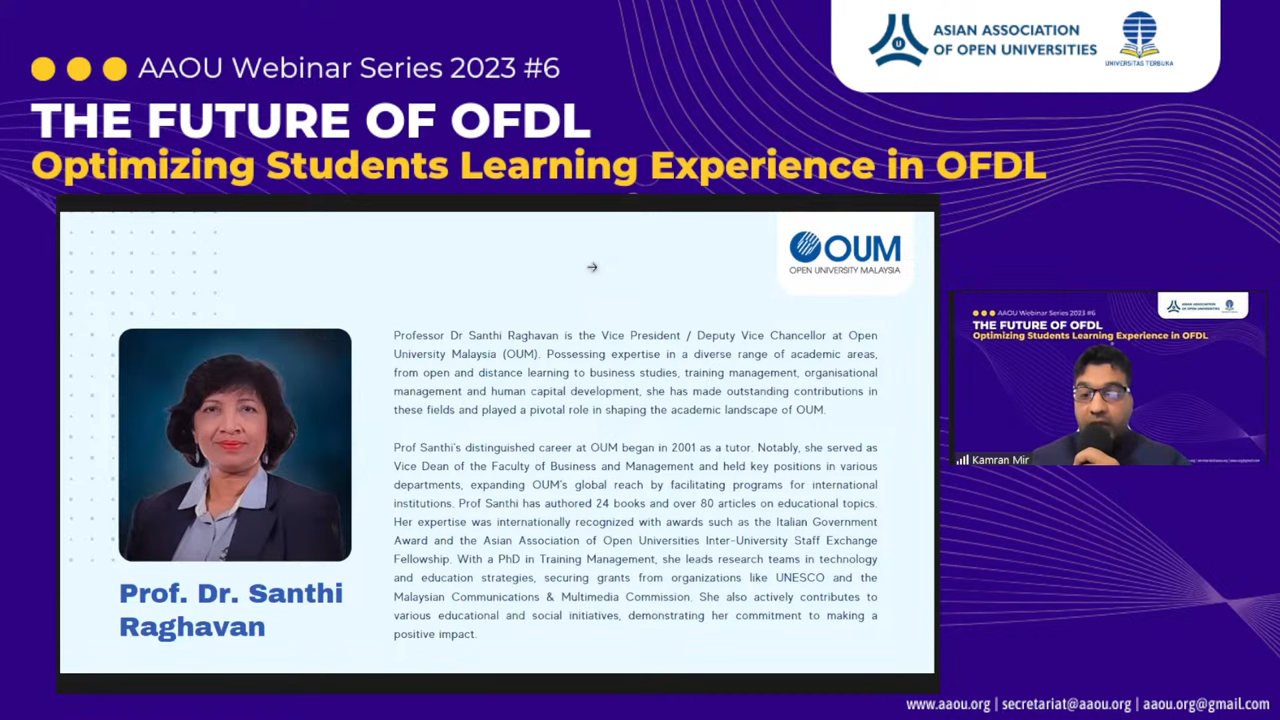 AAOU Webinar Series 2023 #6
THE FUTURE OF OFDL
Optimizing Students Learning Experience in OFDL
ASIAN ASSOCIATION
OF OPEN UNIVERSITIES
UNIVERSITAS TERBUKA
U
OUM
OPEN UNIVERSITY MALAYSIA
Professor Dr Santhi Raghavan is the Vice President / Deputy Vice Chancellor at Open
University Malaysia (OUM). Possessing expertise in a diverse range of academic areas,
from open and distance learning to business studies, training management, organisational
management and human capital development, she has made outstanding contributions in
these fields and played a pivotal role in shaping the academic landscape of OUM.
Prof Santhi's distinguished career at OUM began in 2001 as a tutor. Notably, she served as
Vice Dean of the Faculty of Business and Management and held key positions in various
departments, expanding OUM's global reach by facilitating programs for international
institutions. Prof Santhi has authored 24 books and over 80 articles on educational topics.
Her expertise was internationally recognized with awards such as the Italian Government
Award and the Asian Association of Open Universities Inter-University Staff Exchange
Fellowship. With a PhD in Training Management, she leads research teams in technology
and education strategies, securing grants from organizations like UNESCO and the
Malaysian Communications & Multimedia Commission. She also actively contributes to
various educational and social initiatives, demonstrating her commitment to making a
positive impact.
Prof. Dr. Santhi
Raghavan
ASIAN ASSOCIATION
OF OPEN UNIVERSITIES
AAOU Webinar Series 2023 #6
THE FUTURE OF OFDL
Optimizing Students Learning Experience in OFDL
Kamran Mir
www.aaou.org | secretariat@aaou.org | aaou.org@gmail.com